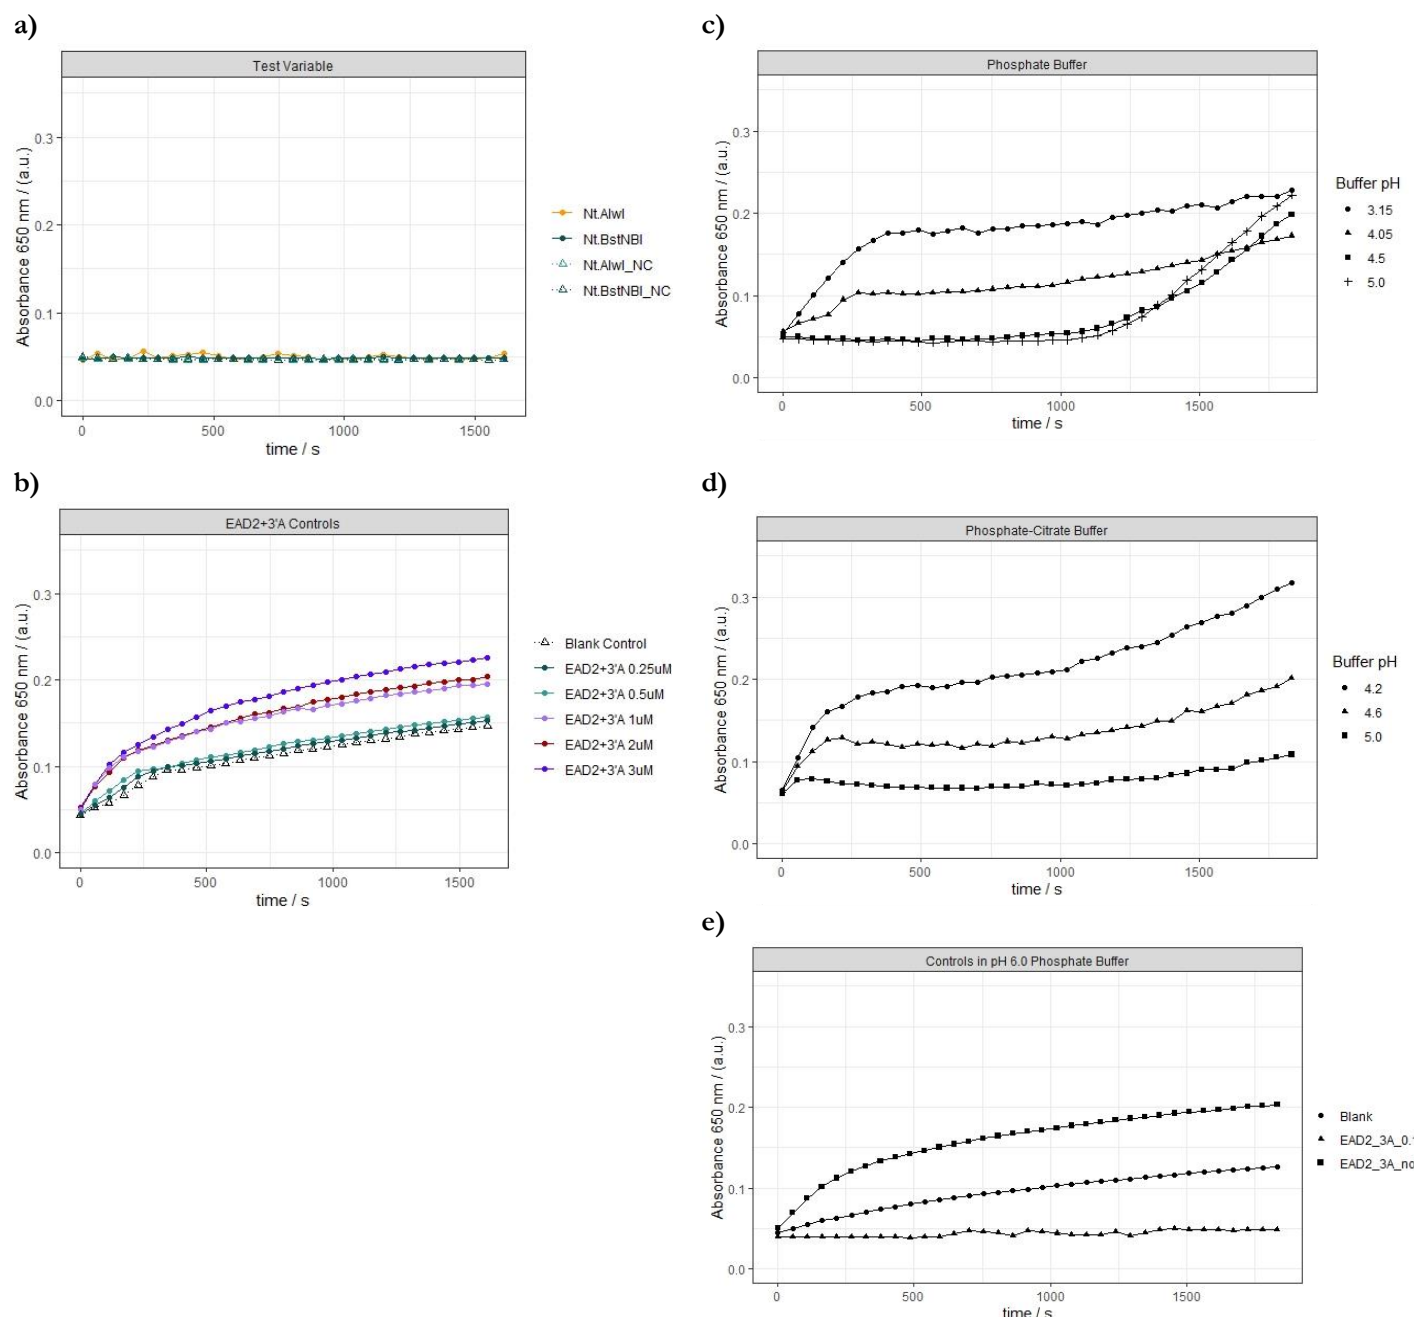 a)
Test Variable
Absorbance 650 nm / (a.u.)
0.3
0.2
0.1
0.0
0 500 1000 1500
time / s
Nt.AlwI
Nt.BstNBI
Nt.AlwI_NC
Nt.BstNBI_NC
b)
EAD2+3'A Controls
Absorbance 650 nm / (a.u.)
0.3
0.2
0.1
0.0
0 500 1000 1500
time / s
Blank Control
EAD2+3'A 0.25uM
EAD2+3'A 0.5uM
EAD2+3'A 1uM
EAD2+3'A 2uM
EAD2+3'A 3uM
c)
Phosphate Buffer
Absorbance 650 nm / (a.u.)
0.3
0.2
0.1
0.0
0 500 1000 1500
time / s
Buffer pH
3.15
4.05
4.5
5.0
d)
Phosphate-Citrate Buffer
Absorbance 650 nm / (a.u.)
0.3
0.2
0.1
0.0
0 500 1000 1500
time / s
Buffer pH
4.2
4.6
5.0
e)
Controls in pH 6.0 Phosphate Buffer
Absorbance 650 nm / (a.u.)
0.3
0.2
0.1
0.0
0 500 1000 1500
time / s
Blank